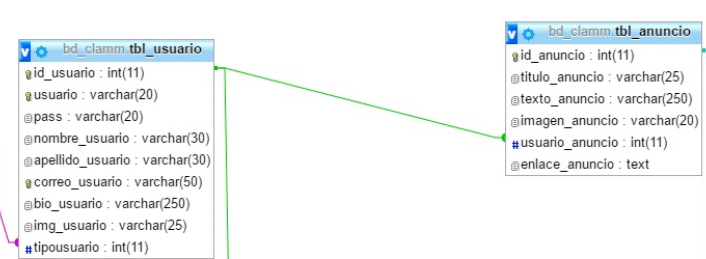 bd_clamm.tbl_usuario
id_usuario : int(11)
usuario : varchar(20)
pass : varchar(20)
nombre_usuario : varchar(30)
apellido_usuario : varchar(30)
correo_usuario : varchar(50)
bio_usuario : varchar(250)
img_usuario : varchar(25)
# tipousuario : int(11)
bd_clamm.tbl_anuncio
id_anuncio : int(11)
titulo_anuncio : varchar(25)
texto_anuncio : varchar(250)
imagen_anuncio : varchar(20)
# usuario_anuncio : int(11)
enlace_anuncio : text